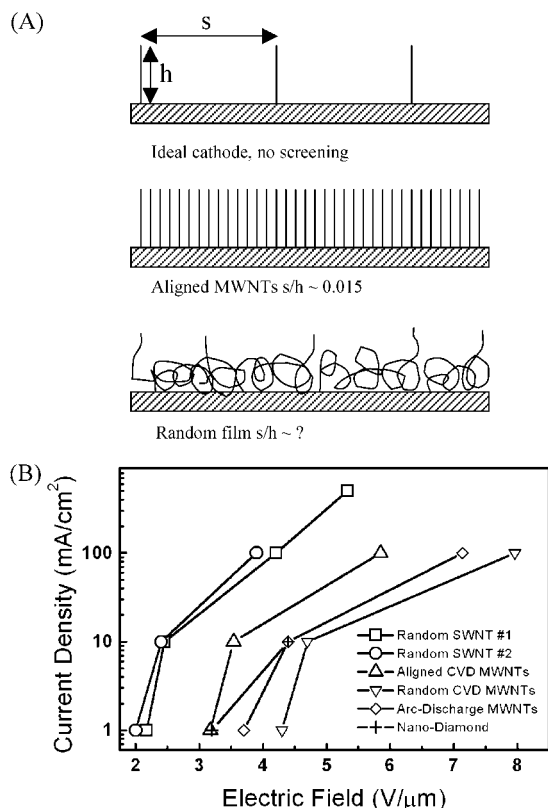 (A)
s
h
Ideal cathode, no screening
Aligned MWNTs s/h ~ 0.015
Random film s/h ~ ?
(B)
Current Density (mA/cm²)
100
10
1
Random SWNT #1
Random SWNT #2
Aligned CVD MWNTs
Random CVD MWNTs
Arc-Discharge MWNTs
Nano-Diamond
2 3 4 5 6 7 8
Electric Field (V/μm)